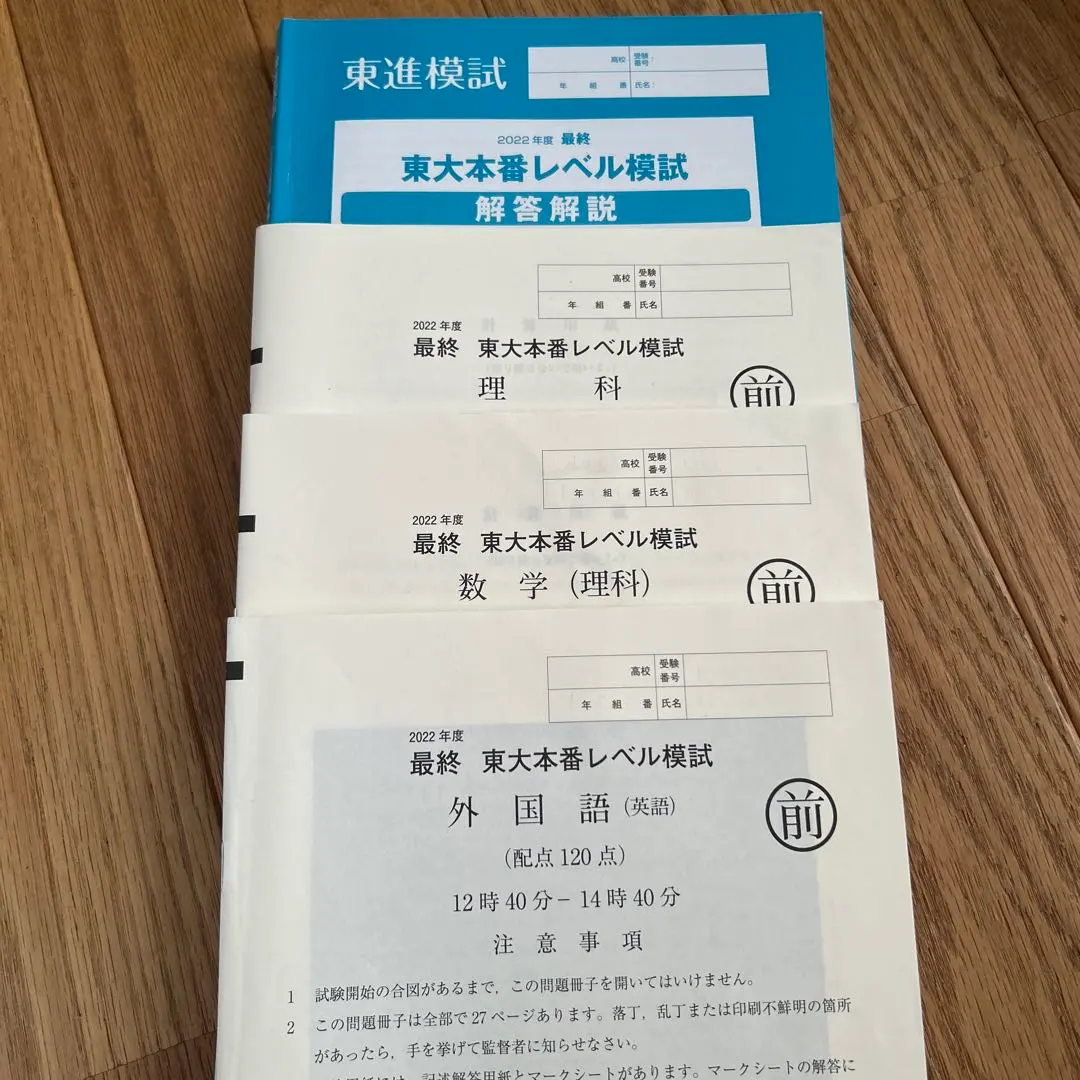 東進模試
高校 受験番号:
年 組 番 氏名:
2022年度 最終
東大本番レベル模試
解答解説
高校 受験番号
年 組 番 氏名
2022年度
最終 東大本番レベル模試
理 科
前
高校 受験番号
年 組 番 氏名
2022年度
最終 東大本番レベル模試
数 学 (理科)
前
高校 受験番号
年 組 番 氏名
2022年度
最終 東大本番レベル模試
外 国 語 (英語)
前
(配点120点)
12時40分－14時40分
注 意 事 項
1 試験開始の合図があるまで，この問題冊子を開いてはいけません。
2 この問題冊子は全部で27ページあります。落丁，乱丁または印刷不鮮明の箇所
があったら，手を挙げて監督者に知らせなさい。
記述解答用紙とマークシートがあります。マークシートの解答に